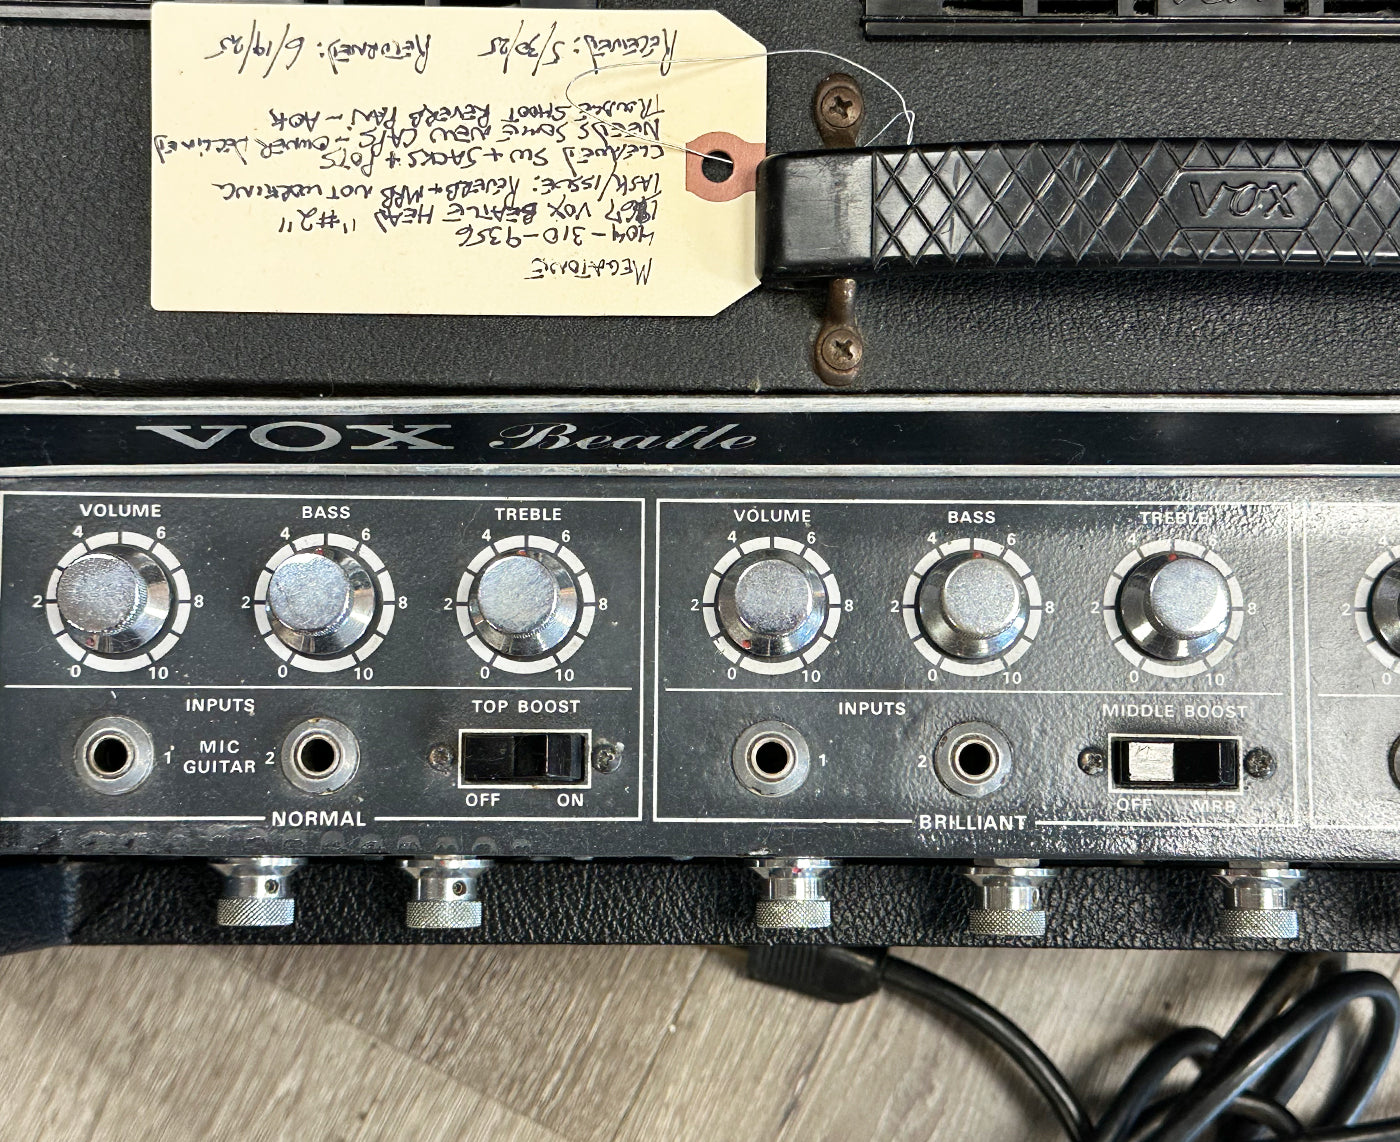 MEGATONE
404-310-9356
1967 VOX BEATLE HEAD "#2"
TASK/ISSUE: REVERB + MRB NOT WORKING
CLEANED SW + JACKS + POTS
NEEDS SOME NEW CAPS - OWNER DECLINED
TROUBLE SHOOT REVERB PAN - AOK
RECEIVED: 5/30/25 RETURNED: 6/19/25
VOX
VOX Beatle
VOLUME BASS TREBLE
4 6 4 6 4 6
2 8 2 8 2 8
0 10 0 10 0 10
INPUTS TOP BOOST
1 MIC GUITAR 2
OFF ON
NORMAL
VOLUME BASS TREBLE
4 6 4 6 4 6
2 8 2 8 2 8
0 10 0 10 0 10
INPUTS MIDDLE BOOST
1 2
OFF MRB
BRILLIANT
4
2
0